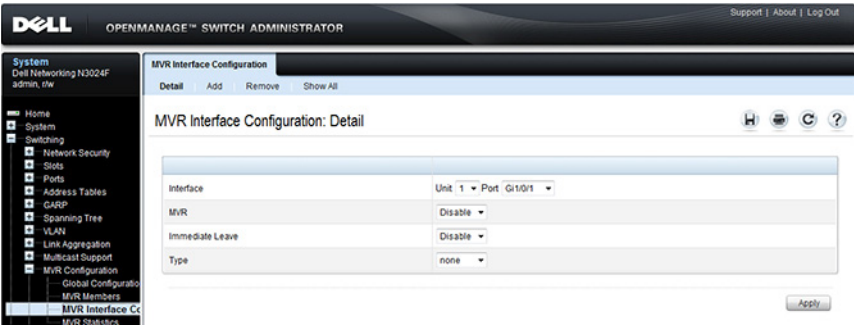 Support | About | Log Out
DELL OPENMANAGE™ SWITCH ADMINISTRATOR
System
Dell Networking N3024F
admin, r/w
Home
System
Switching
Network Security
Slots
Ports
Address Tables
GARP
Spanning Tree
VLAN
Link Aggregation
Multicast Support
MVR Configuration
Global Configuratio
MVR Members
MVR Interface Co
MVR Statistics
MVR Interface Configuration
Detail Add Remove Show All
MVR Interface Configuration: Detail
C ?
Interface Unit 1 Port Gi1/0/1
MVR Disable
Immediate Leave Disable
Type none
Apply